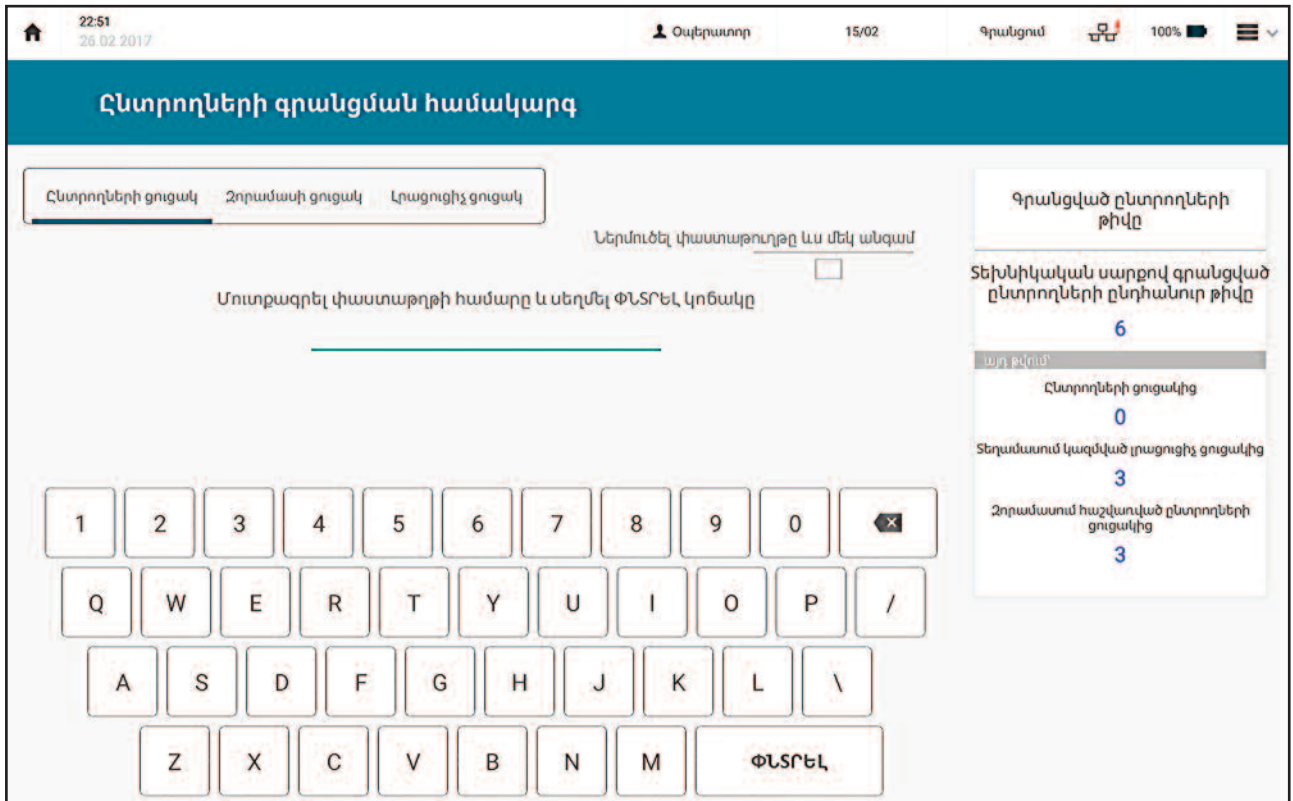 22:51
26.02 2017
Օպերատոր
15/02
Գրանցում
100%
Ընտրողների գրանցման համակարգ
Ընտրողների ցուցակ Զորամասի ցուցակ Լրացուցիչ ցուցակ
Ներմուծել փաստաթուղթը ևս մեկ անգամ
Մուտքագրել փաստաթղթի համարը և սեղմել ՓՆՏՐԵԼ կոճակը
Գրանցված ընտրողների
թիվը
Տեխնիկական սարքով գրանցված
ընտրողների ընդհանուր թիվը
6
այդ թվում՝
Ընտրողների ցուցակից
0
Տեղամասում կազմված լրացուցիչ ցուցակից
3
Զորամասում հաշվառված ընտրողների
ցուցակից
3
1 2 3 4 5 6 7 8 9 0
Q W E R T Y U I O P /
A S D F G H J K L \
Z X C V B N M ՓՆՏՐԵԼ